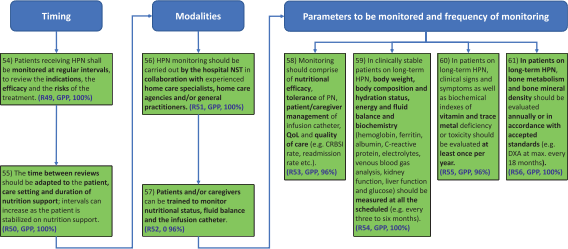 Timing
Modalities
Parameters to be monitored and frequency of monitoring
54) Patients receiving HPN shall
be monitored at regular intervals,
to review the indications, the
efficacy and the risks of
the treatment. (R49, GPP, 100%)
55) The time between reviews
should be adapted to the patient,
care setting and duration of
nutrition support; intervals can
increase as the patient is
stabilized on nutrition support.
(R50, GPP, 100%)
56) HPN monitoring should be
carried out by the hospital NST in
collaboration with experienced
home care specialists, home care
agencies and/or general
practitioners. (R51, GPP, 100%)
57) Patients and/or caregivers
can be trained to monitor
nutritional status, fluid balance
and the infusion catheter.
(R52, 0 96%)
58) Monitoring
should comprise
of nutritional
efficacy,
tolerance of PN,
patient/caregiver
management of
infusion catheter,
QoL and quality
of care (e.g. CRBSI
rate, readmission
rate etc.).
(R53, GPP, 96%)
59) In clinically stable
patients on long-term
HPN, body weight,
body composition and
hydration status,
energy and fluid
balance and
biochemistry
(hemoglobin, ferritin,
albumin, C-reactive
protein, electrolytes,
venous blood gas
analysis, kidney
function, liver function
and glucose) should be
measured at all the
scheduled (e.g. every
three to six months).
(R54, GPP, 100%)
60) In patients on
long-term HPN,
clinical signs and
symptoms as well
as biochemical
indexes of
vitamin and trace
metal deficiency
or toxicity should
be evaluated at
least once per
year.
(R55, GPP, 96%)
61) In patients on
long-term HPN,
bone metabolism
and bone mineral
density should be
evaluated
annually or in
accordance with
accepted
standards (e.g.
DXA at max. every
18 months).
(R56, GPP, 100%)